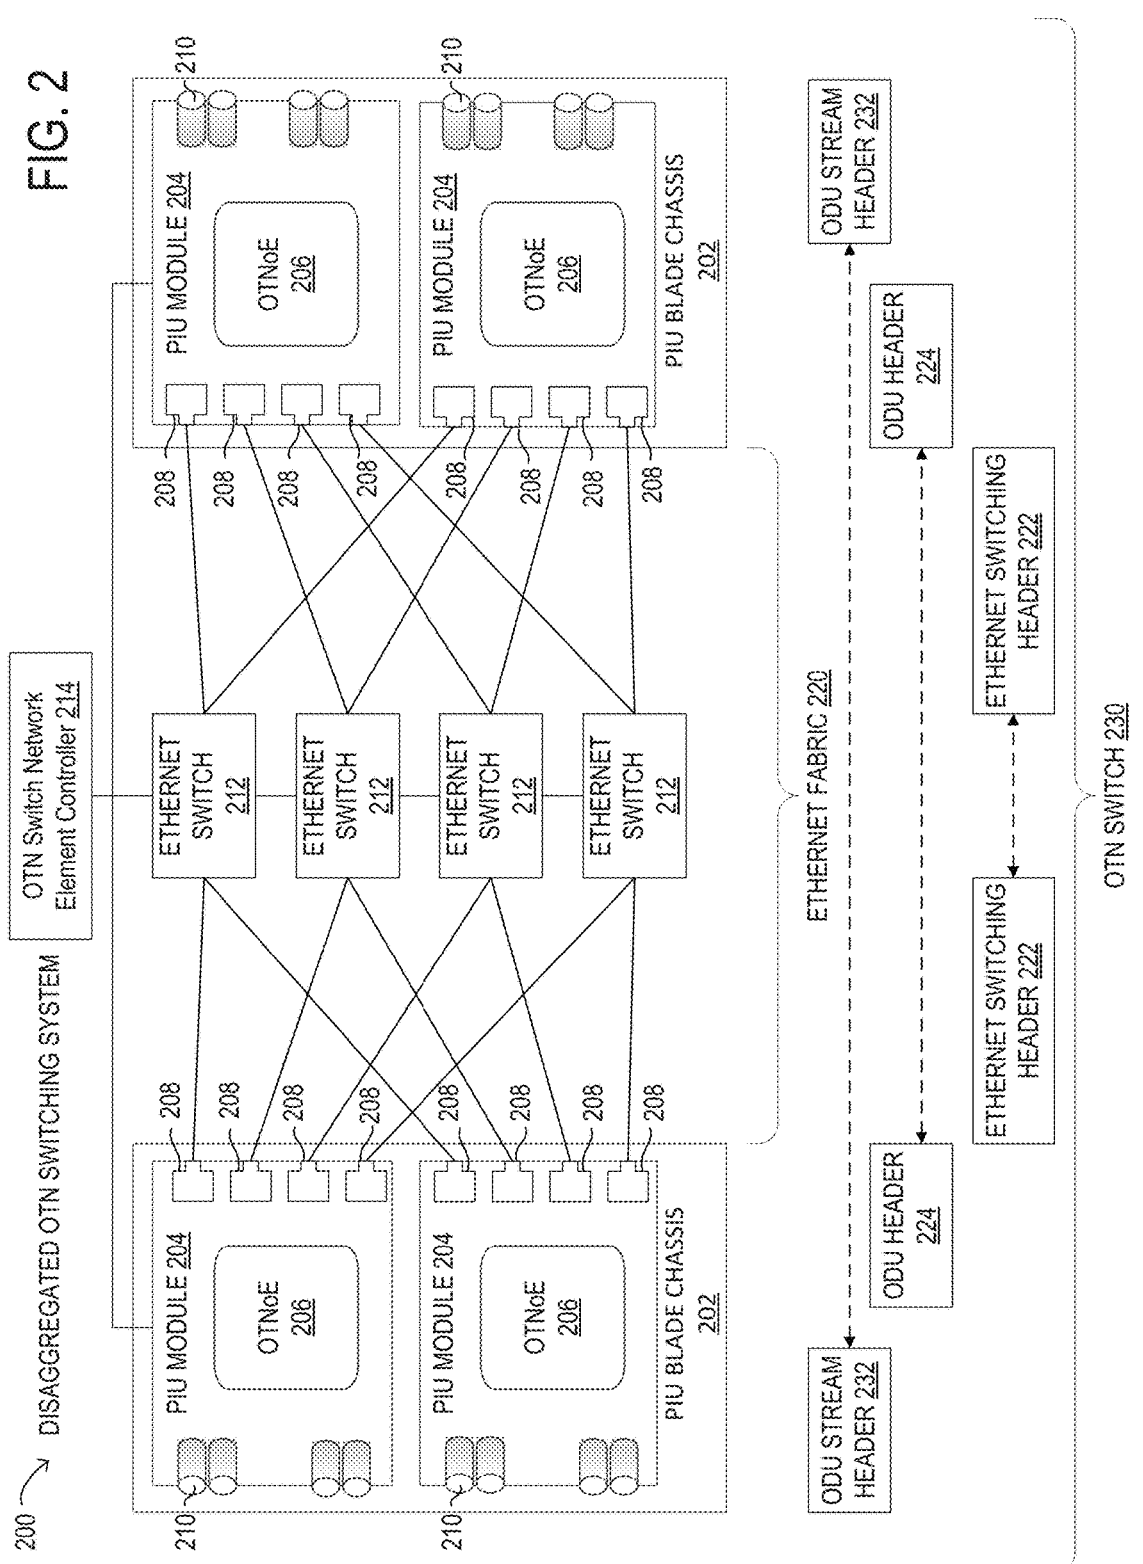 FIG. 2
200
DISAGGREGATED OTN SWITCHING SYSTEM
OTN Switch Network
Element Controller 214
210
PIU MODULE 204
OTNoE
206
208
208
208
208
210
PIU MODULE 204
OTNoE
206
208
208
208
208
PIU BLADE CHASSIS
202
ETHERNET
SWITCH
212
ETHERNET
SWITCH
212
ETHERNET
SWITCH
212
ETHERNET
SWITCH
212
208
208
208
208
PIU MODULE 204
OTNoE
206
210
208
208
208
208
PIU MODULE 204
OTNoE
206
210
PIU BLADE CHASSIS
202
ETHERNET FABRIC 220
ODU STREAM
HEADER 232
ODU STREAM
HEADER 232
ODU HEADER
224
ODU HEADER
224
ETHERNET SWITCHING
HEADER 222
ETHERNET SWITCHING
HEADER 222
OTN SWITCH 230